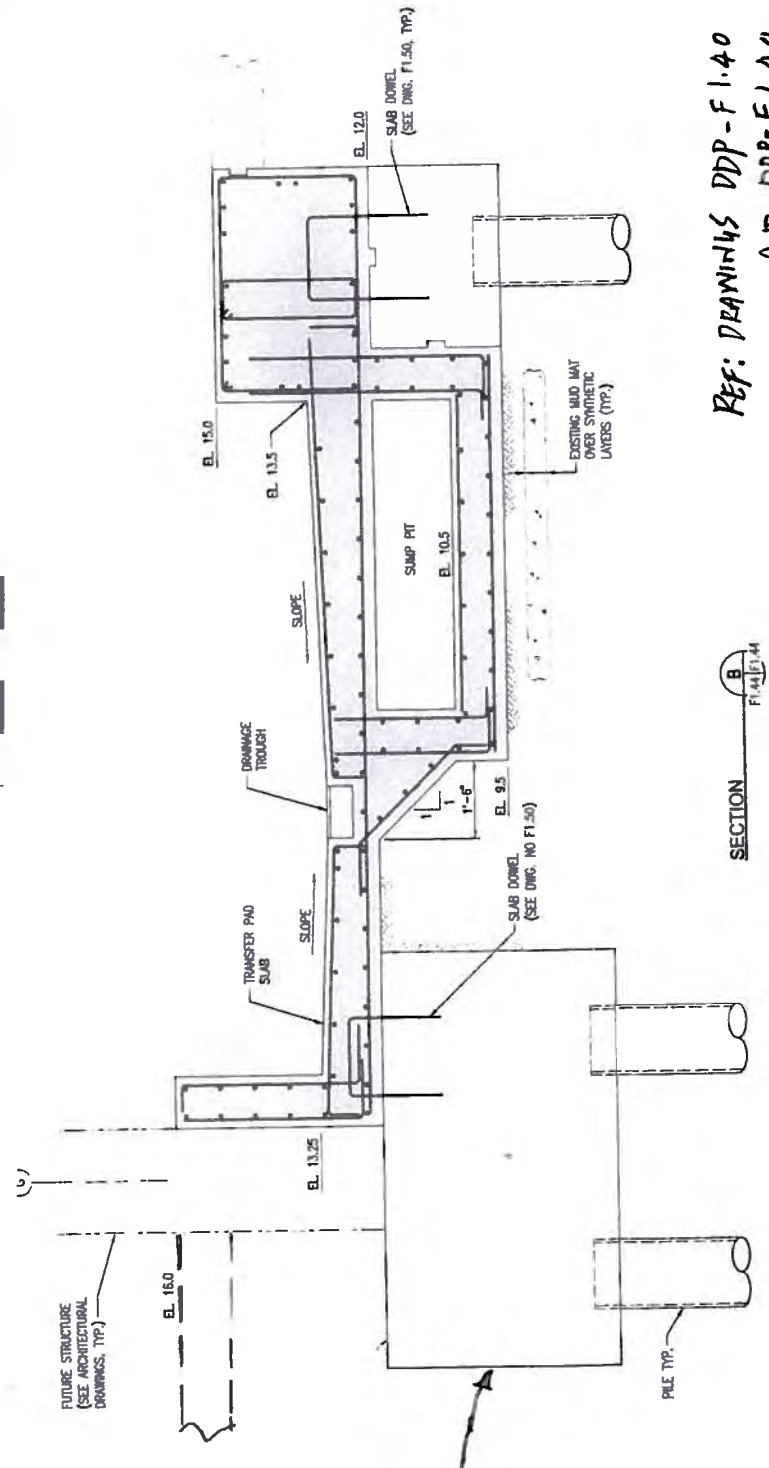 FUTURE STRUCTURE
(SEE ARCHITECTURAL
DRAWINGS, TYP.)
EL 16.0
EL 13.25
TRANSFER PAD
SLAB
SLOPE
DRAINAGE
TROUGH
SLOPE
EL 15.0
EL 13.5
EL 12.0
SLAB DOWEL
(SEE DWG. F1.50, TYP.)
SUMP PIT
EL 10.5
1
1
1'-6"
EL 9.5
SLAB DOWEL
(SEE DWG. NO F1.50)
EXISTING MUD MAT
OVER SYNTHETIC
LAYERS (TYP.)
PILE TYP.
SECTION
B
F1.44 F1.44
REF: DRAWINGS DDP-F1.40